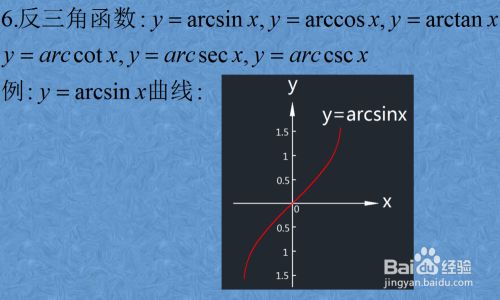 6.反三角函数:y = arcsin x, y = arccos x, y = arctan x
y = arc cot x, y = arc sec x, y = arc csc x
例: y = arcsin x曲线:
y
y=arcsinx
1.5
1
0.5
x
0
0.5
1
1.5
Baidu经验
jingyan.baidu.com